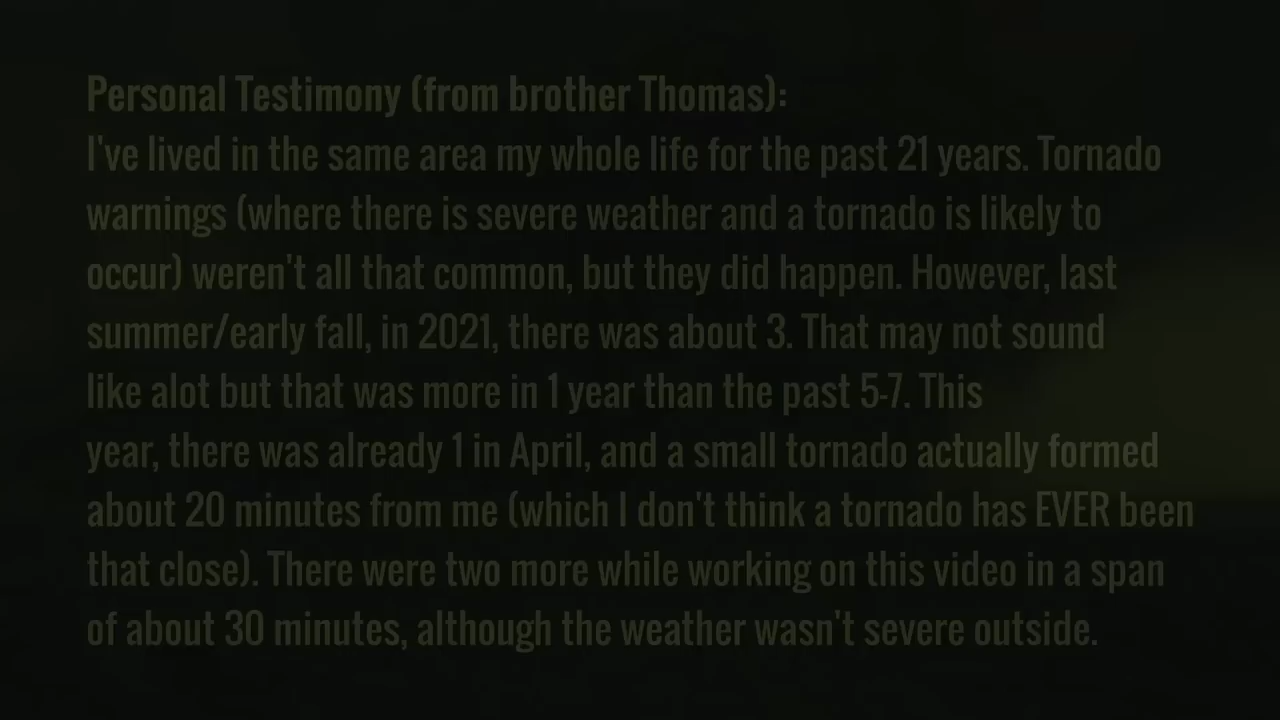 Personal Testimony (from brother Thomas):
I've lived in the same area my whole life for the past 21 years. Tornado
warnings (where there is severe weather and a tornado is likely to
occur) weren't all that common, but they did happen. However, last
summer/early fall, in 2021, there was about 3. That may not sound
like alot but that was more in 1 year than the past 5-7. This
year, there was already 1 in April, and a small tornado actually formed
about 20 minutes from me (which I don't think a tornado has EVER been
that close). There were two more while working on this video in a span
of about 30 minutes, although the weather wasn't severe outside.